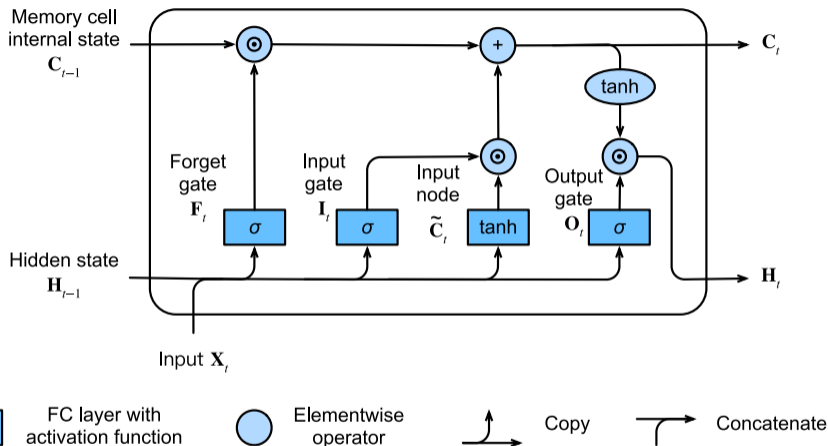 Memory cell
internal state
C_{t-1}
C_t
tanh
Forget
gate
F_t
Input
gate
I_t
Input
node
C̃_t
Output
gate
O_t
σ
σ
tanh
σ
Hidden state
H_{t-1}
H_t
Input X_t
FC layer with
activation function
Elementwise
operator
Copy
Concatenate